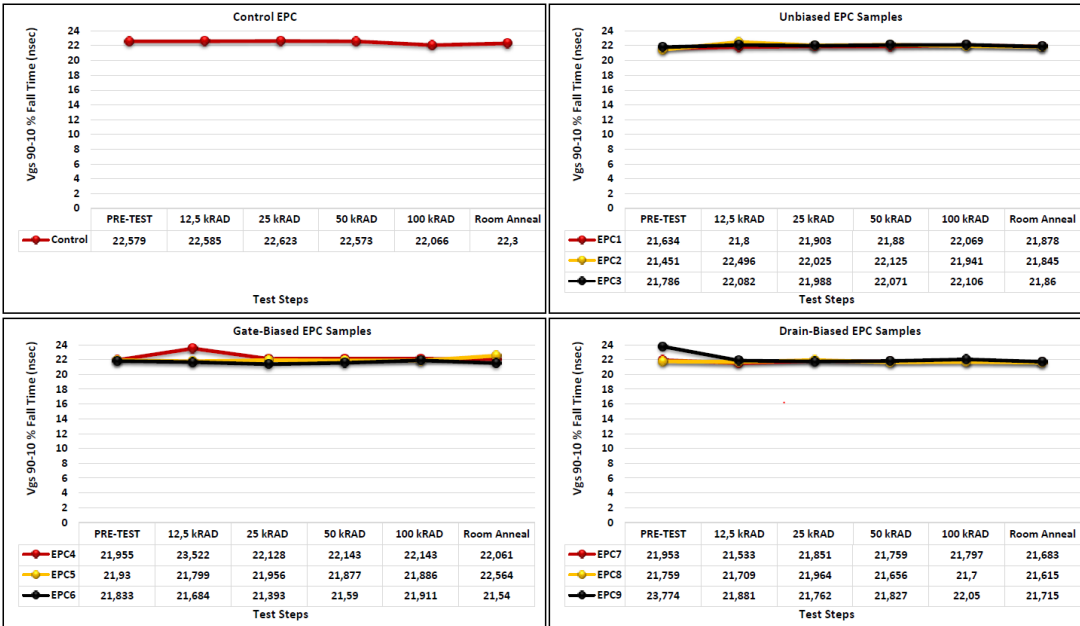 Control EPC
Vgs 90-10 % Fall Time (nsec)
24
22
20
18
16
14
12
10
8
6
4
2
0
PRE-TEST 12,5 kRAD 25 kRAD 50 kRAD 100 kRAD Room Anneal
Control 22,579 22,585 22,623 22,573 22,066 22,3
Test Steps
Unbiased EPC Samples
Vgs 90-10 % Fall Time (nsec)
24
22
20
18
16
14
12
10
8
6
4
2
0
PRE-TEST 12,5 kRAD 25 kRAD 50 kRAD 100 kRAD Room Anneal
EPC1 21,634 21,8 21,903 21,88 22,069 21,878
EPC2 21,451 22,496 22,025 22,125 21,941 21,845
EPC3 21,786 22,082 21,988 22,071 22,106 21,86
Test Steps
Gate-Biased EPC Samples
Vgs 90-10 % Fall Time (nsec)
24
22
20
18
16
14
12
10
8
6
4
2
0
PRE-TEST 12,5 kRAD 25 kRAD 50 kRAD 100 kRAD Room Anneal
EPC4 21,955 23,522 22,128 22,143 22,143 22,061
EPC5 21,93 21,799 21,956 21,877 21,886 22,564
EPC6 21,833 21,684 21,393 21,59 21,911 21,54
Test Steps
Drain-Biased EPC Samples
Vgs 90-10 % Fall Time (nsec)
24
22
20
18
16
14
12
10
8
6
4
2
0
PRE-TEST 12,5 kRAD 25 kRAD 50 kRAD 100 kRAD Room Anneal
EPC7 21,953 21,533 21,851 21,759 21,797 21,683
EPC8 21,759 21,709 21,964 21,656 21,7 21,615
EPC9 23,774 21,881 21,762 21,827 22,05 21,715
Test Steps